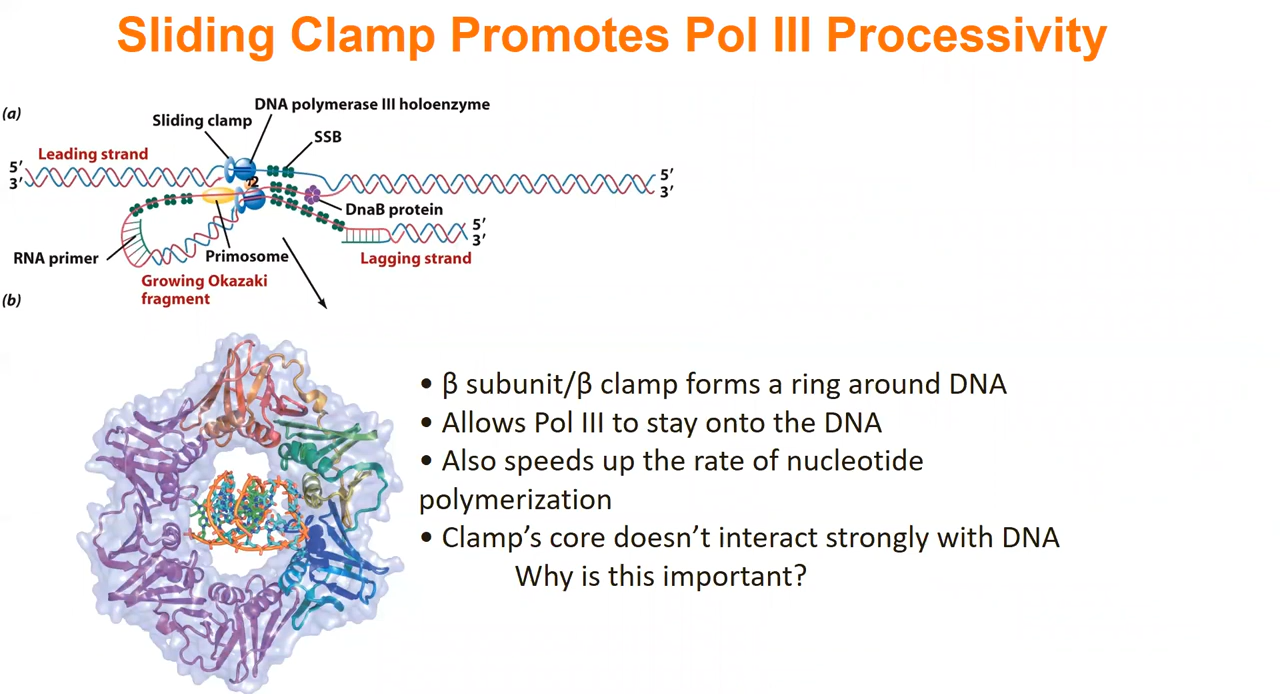 Sliding Clamp Promotes Pol III Processivity
(a)
DNA polymerase III holoenzyme
Sliding clamp
SSB
Leading strand
5′
3′
5′
3′
τ2
DnaB protein
5′
3′
RNA primer
Primosome
Lagging strand
Growing Okazaki
fragment
(b)
• β subunit/β clamp forms a ring around DNA
• Allows Pol III to stay onto the DNA
• Also speeds up the rate of nucleotide
polymerization
• Clamp’s core doesn’t interact strongly with DNA
Why is this important?